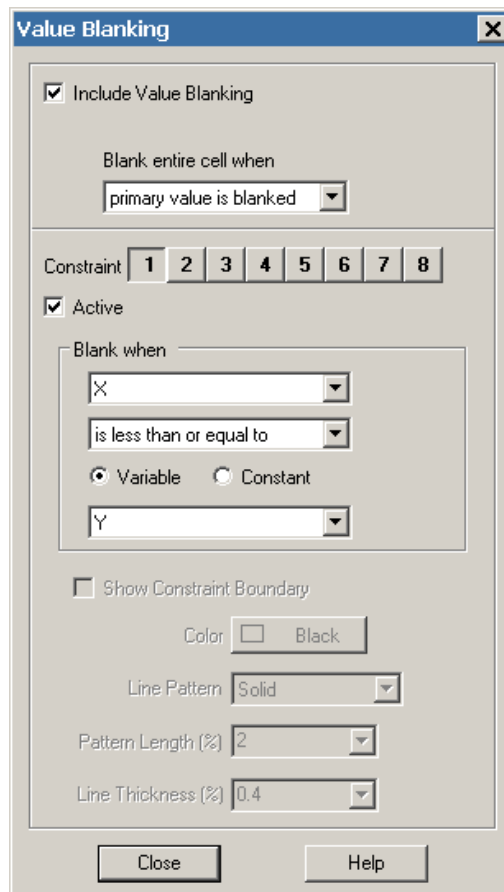 Value Blanking
Include Value Blanking
Blank entire cell when
primary value is blanked
Constraint 1 2 3 4 5 6 7 8
Active
Blank when
X
is less than or equal to
Variable Constant
Y
Show Constraint Boundary
Color Black
Line Pattern Solid
Pattern Length (%) 2
Line Thickness (%) 0.4
Close Help